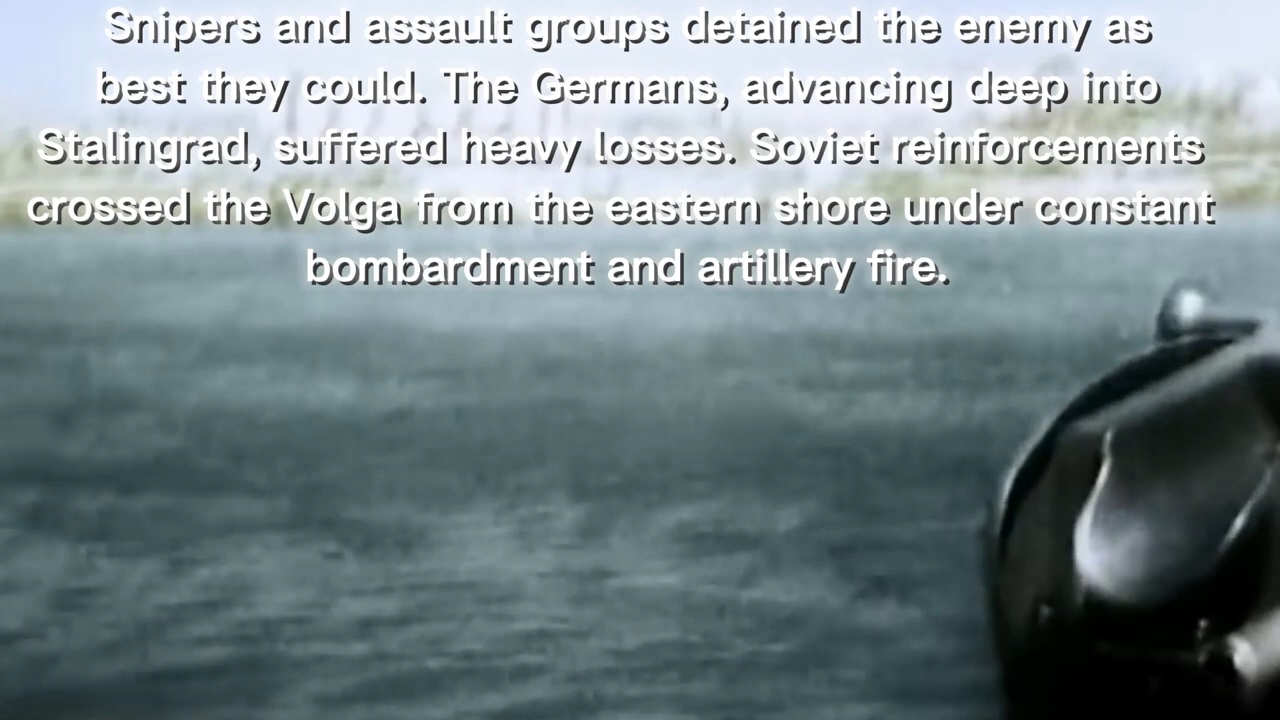 Snipers and assault groups detained the enemy as
best they could. The Germans, advancing deep into
Stalingrad, suffered heavy losses. Soviet reinforcements
crossed the Volga from the eastern shore under constant
bombardment and artillery fire.